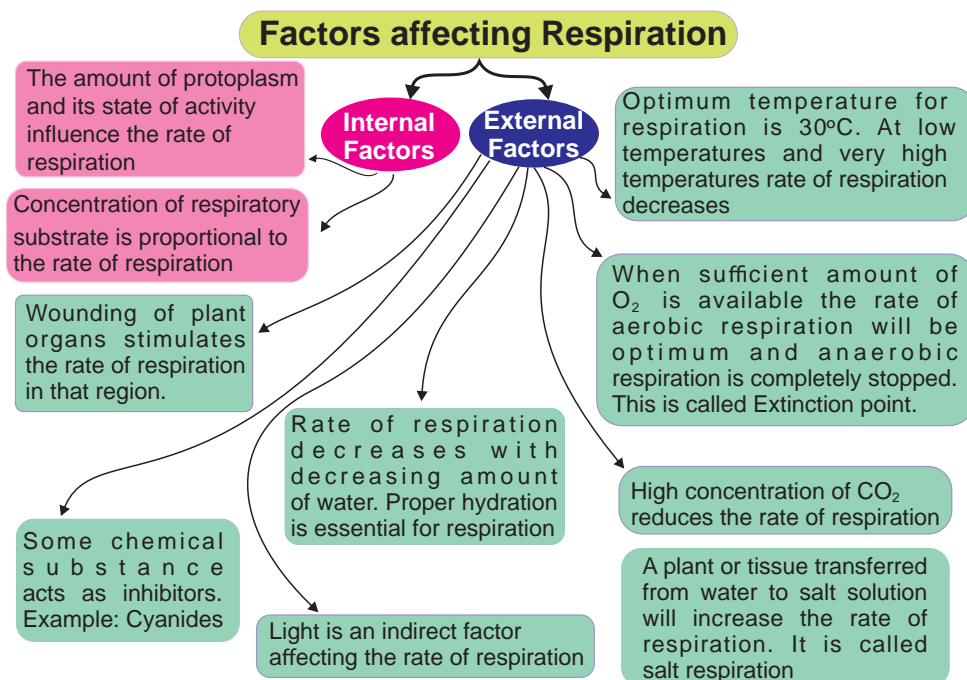 Factors affecting Respiration
The amount of protoplasm
and its state of activity
influence the rate of
respiration
Internal
Factors
External
Factors
Optimum temperature for
respiration is 30ºC. At low
temperatures and very high
temperatures rate of respiration
decreases
Concentration of respiratory
substrate is proportional to
the rate of respiration
When sufficient amount of
O₂ is available the rate of
aerobic respiration will be
optimum and anaerobic
respiration is completely stopped.
This is called Extinction point.
Wounding of plant
organs stimulates
the rate of respiration
in that region.
Rate of respiration
decreases with
decreasing amount
of water. Proper hydration
is essential for respiration
High concentration of CO₂
reduces the rate of respiration
Some chemical
substance
acts as inhibitors.
Example: Cyanides
Light is an indirect factor
affecting the rate of respiration
A plant or tissue transferred
from water to salt solution
will increase the rate of
respiration. It is called
salt respiration